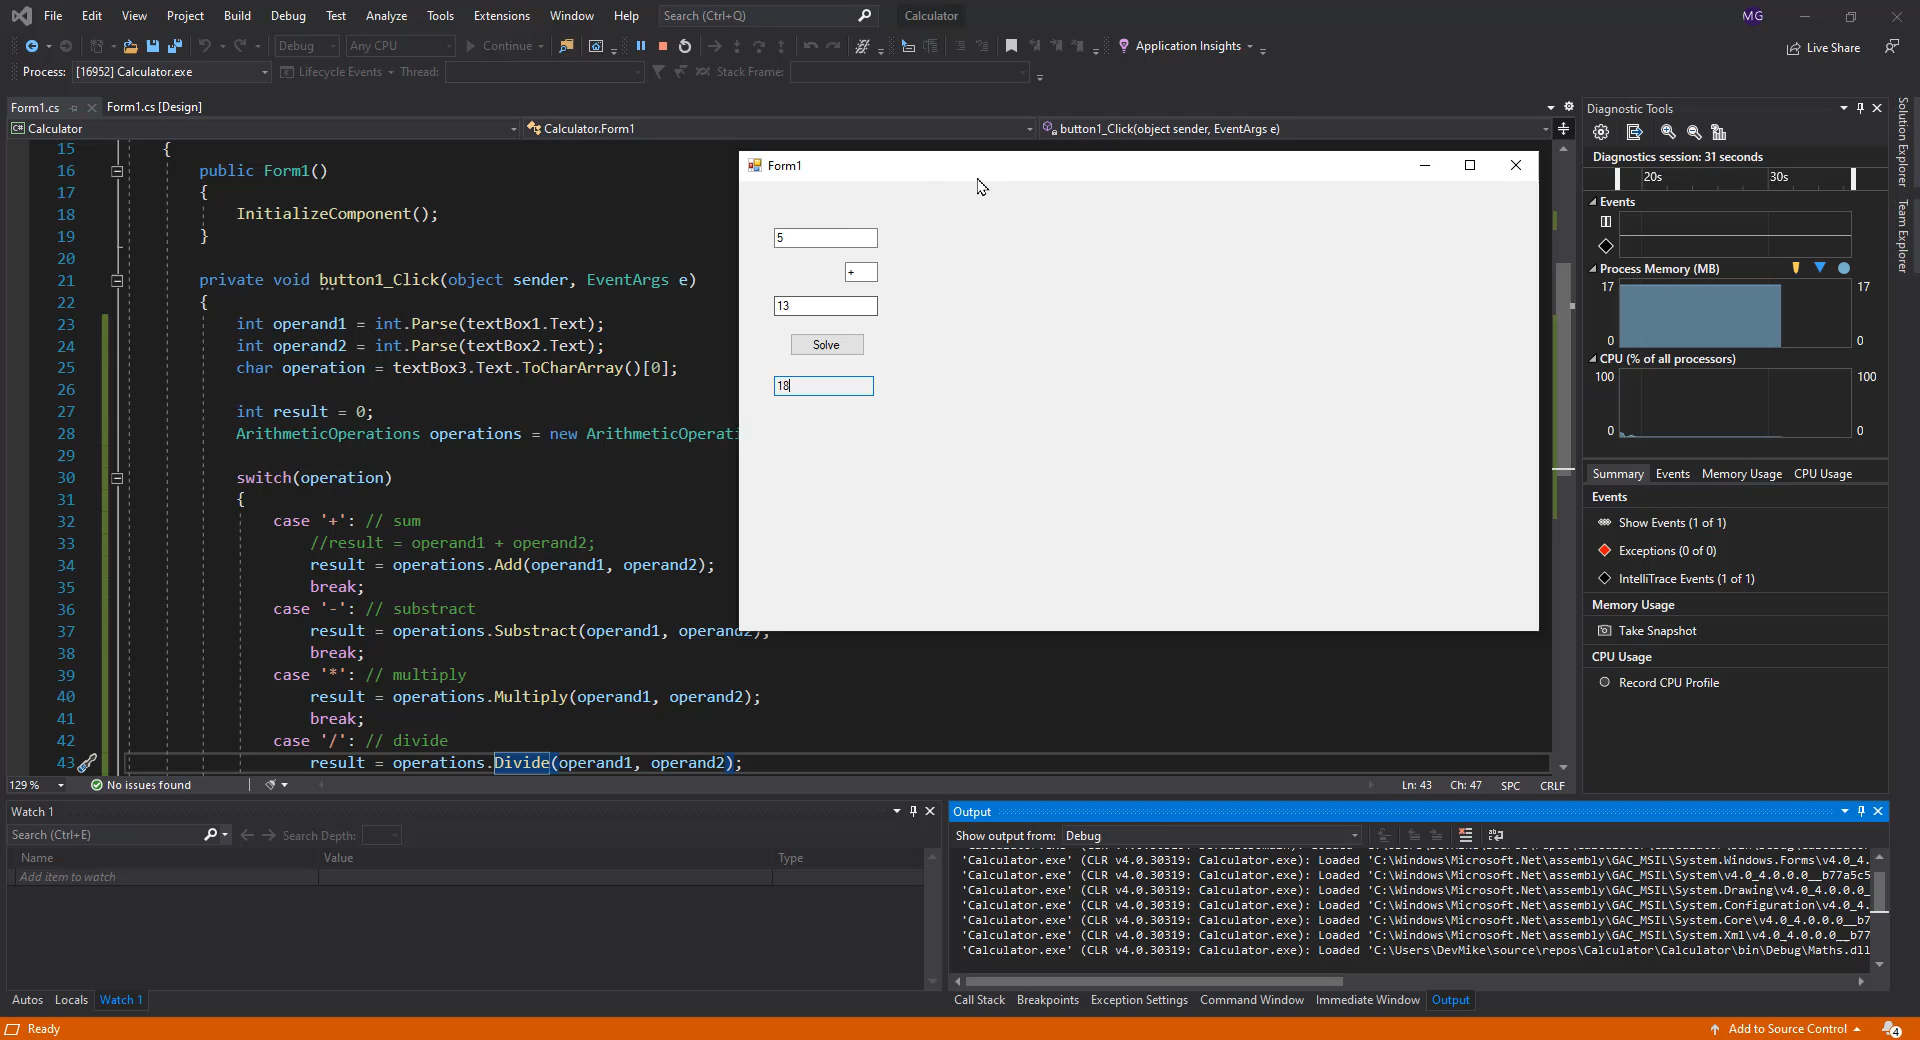 File Edit View Project Build Debug Test Analyze Tools Extensions Window Help Search (Ctrl+Q) Calculator MG
Debug Any CPU Continue Application Insights Live Share
Process: [16952] Calculator.exe Lifecycle Events Thread: Stack Frame:
Form1.cs Form1.cs [Design]
Calculator Calculator.Form1 button1_Click(object sender, EventArgs e)
15 {
16 public Form1()
17 {
18 InitializeComponent();
19 }
20
21 private void button1_Click(object sender, EventArgs e)
22 {
23 int operand1 = int.Parse(textBox1.Text);
24 int operand2 = int.Parse(textBox2.Text);
25 char operation = textBox3.Text.ToCharArray()[0];
26
27 int result = 0;
28 ArithmeticOperations operations = new ArithmeticOperati
29
30 switch(operation)
31 {
32 case '+': // sum
33 //result = operand1 + operand2;
34 result = operations.Add(operand1, operand2);
35 break;
36 case '-': // substract
37 result = operations.Substract(operand1, operand2);
38 break;
39 case '*': // multiply
40 result = operations.Multiply(operand1, operand2);
41 break;
42 case '/': // divide
43 result = operations.Divide(operand1, operand2);
Form1
5
+
13
Solve
18
129 % No issues found Ln: 43 Ch: 47 SPC CRLF
Diagnostic Tools
Diagnostics session: 31 seconds
20s 30s
Events
Process Memory (MB)
17 17
0 0
CPU (% of all processors)
100 100
0 0
Summary Events Memory Usage CPU Usage
Events
Show Events (1 of 1)
Exceptions (0 of 0)
IntelliTrace Events (1 of 1)
Memory Usage
Take Snapshot
CPU Usage
Record CPU Profile
Solution Explorer
Team Explorer
Watch 1
Search (Ctrl+E) Search Depth:
Name Value Type
Add item to watch
Autos Locals Watch 1
Output
Show output from: Debug
'Calculator.exe' (CLR v4.0.30319: Calculator.exe): Loaded 'C:\Windows\Microsoft.Net\assembly\GAC_MSIL\System.Windows.Forms\v4.0_4.
'Calculator.exe' (CLR v4.0.30319: Calculator.exe): Loaded 'C:\Windows\Microsoft.Net\assembly\GAC_MSIL\System\v4.0_4.0.0.0__b77a5c5
'Calculator.exe' (CLR v4.0.30319: Calculator.exe): Loaded 'C:\Windows\Microsoft.Net\assembly\GAC_MSIL\System.Drawing\v4.0_4.0.0.0_
'Calculator.exe' (CLR v4.0.30319: Calculator.exe): Loaded 'C:\Windows\Microsoft.Net\assembly\GAC_MSIL\System.Configuration\v4.0_4.
'Calculator.exe' (CLR v4.0.30319: Calculator.exe): Loaded 'C:\Windows\Microsoft.Net\assembly\GAC_MSIL\System.Core\v4.0_4.0.0.0__b7
'Calculator.exe' (CLR v4.0.30319: Calculator.exe): Loaded 'C:\Windows\Microsoft.Net\assembly\GAC_MSIL\System.Xml\v4.0_4.0.0.0__b77
'Calculator.exe' (CLR v4.0.30319: Calculator.exe): Loaded 'C:\Users\DevMike\source\repos\Calculator\Calculator\bin\Debug\Maths.dll
Call Stack Breakpoints Exception Settings Command Window Immediate Window Output
Ready Add to Source Control 4